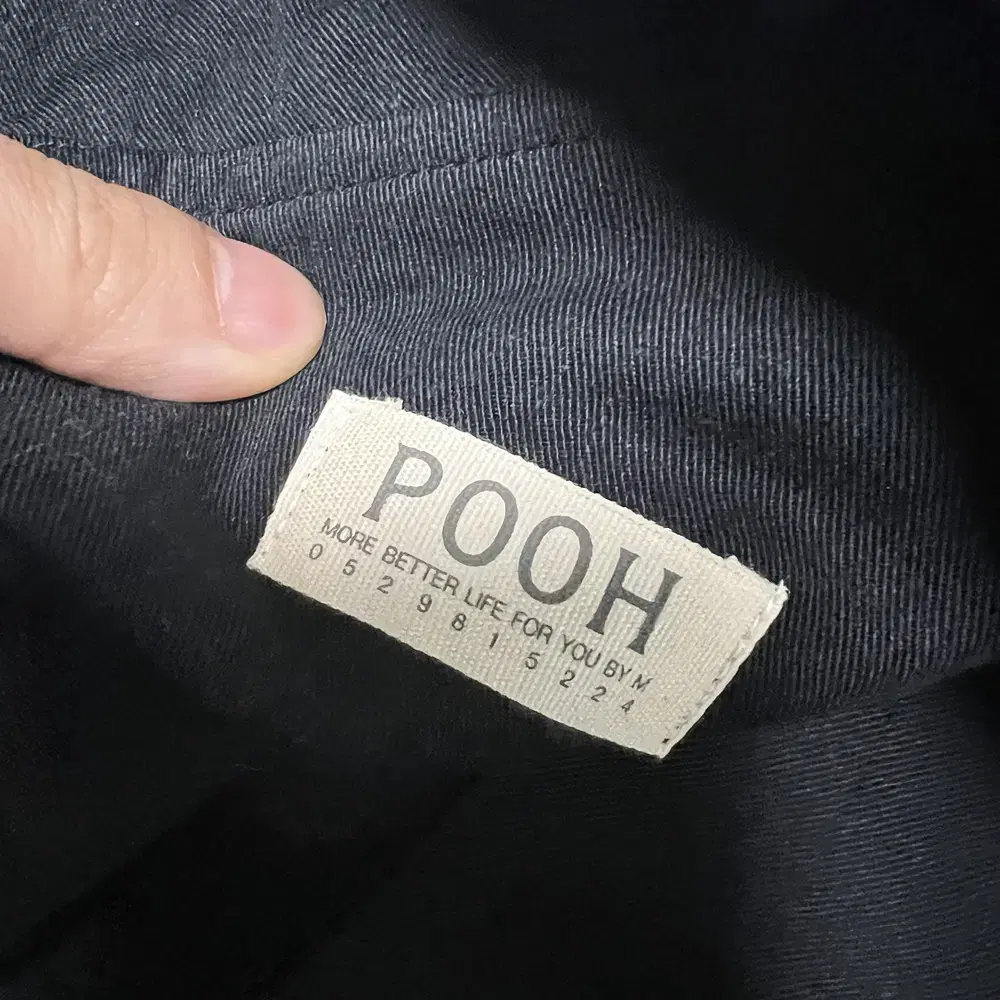 POOH
MORE BETTER LIFE FOR YOU BY M
0 5 2 9 8 1 5 2 2 4